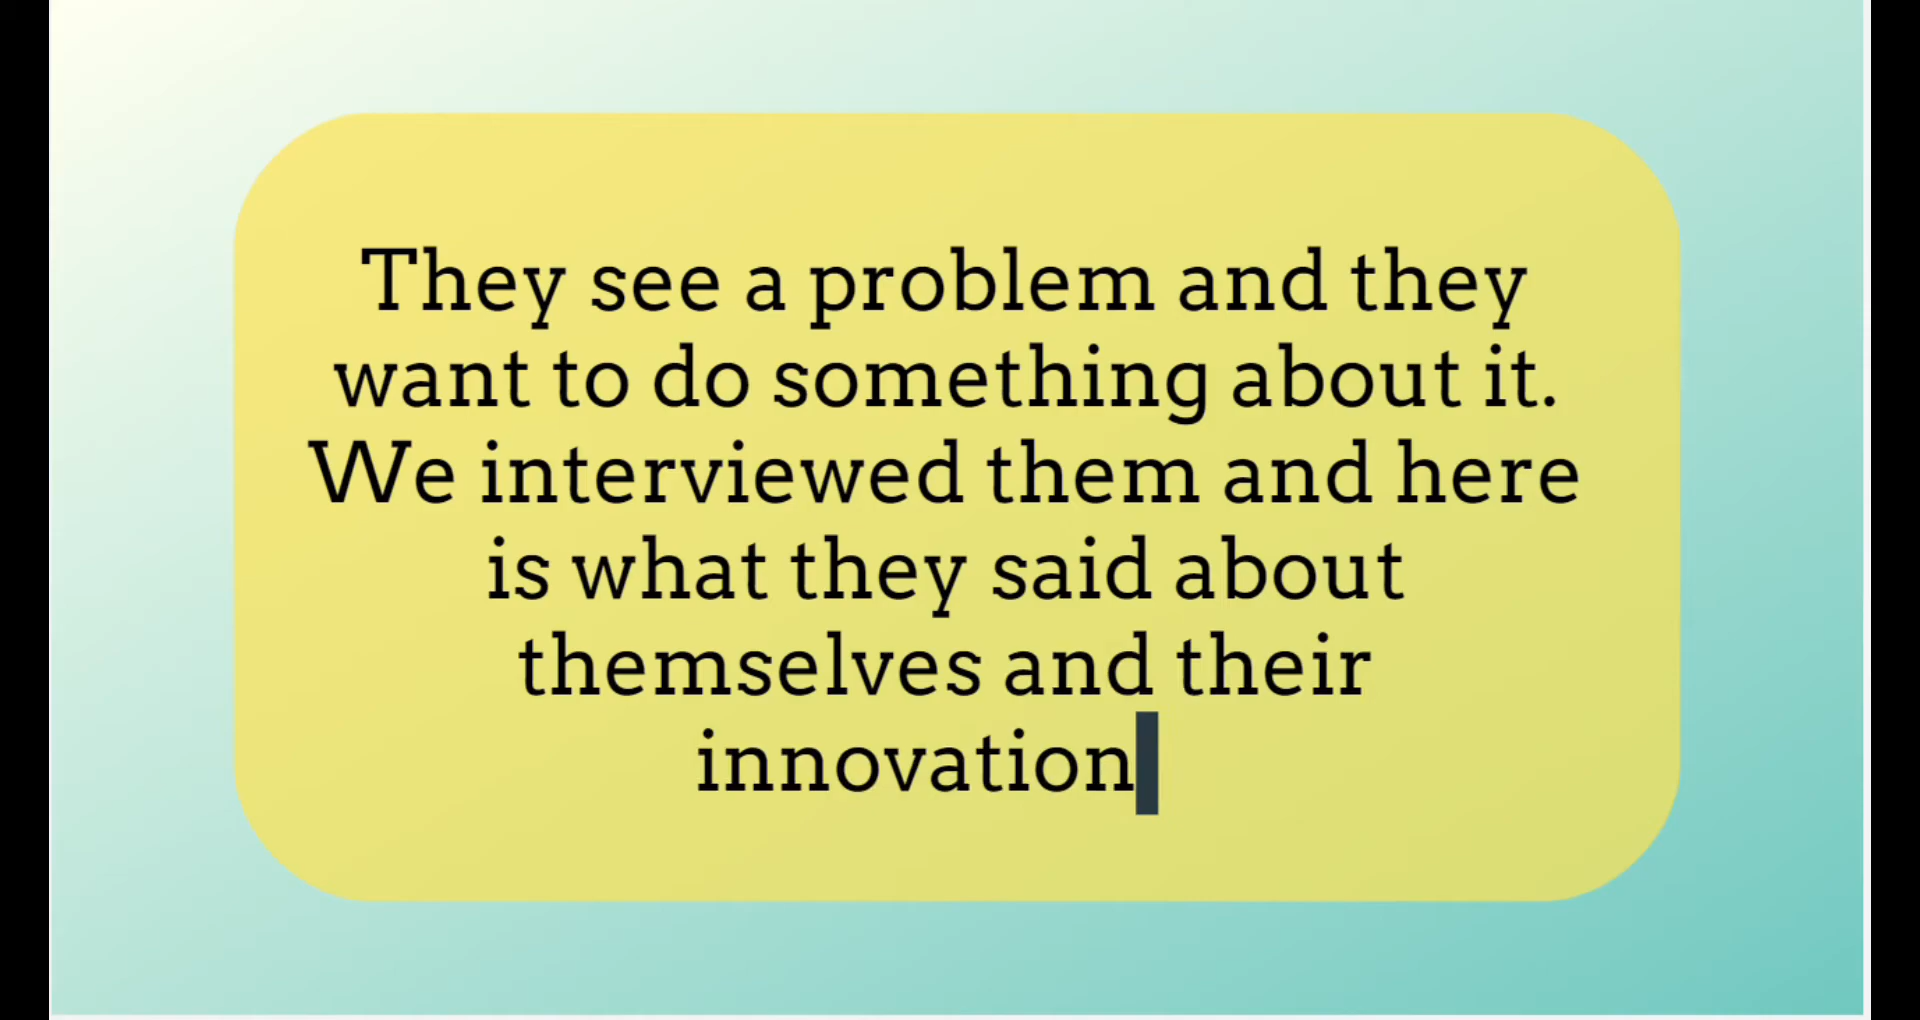 They see a problem and they
want to do something about it.
We interviewed them and here
is what they said about
themselves and their
innovation